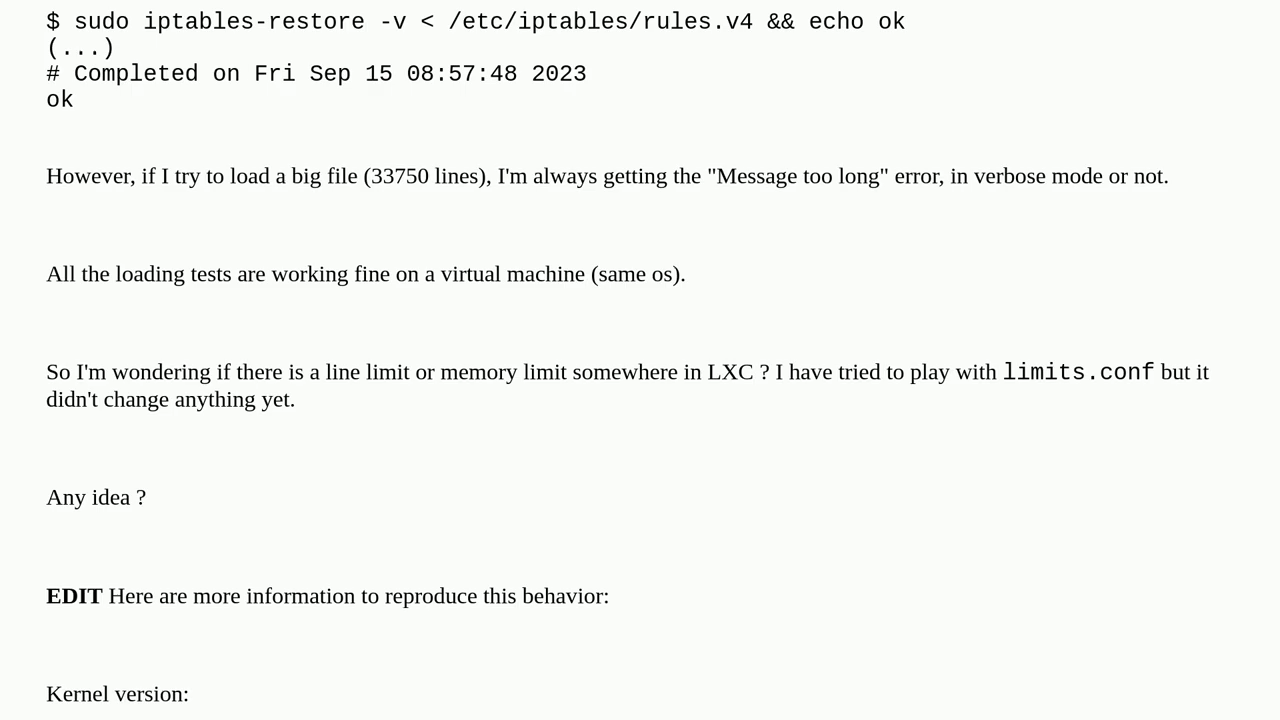 $ sudo iptables-restore -v < /etc/iptables/rules.v4 && echo ok
(...)
# Completed on Fri Sep 15 08:57:48 2023
ok
However, if I try to load a big file (33750 lines), I'm always getting the "Message too long" error, in verbose mode or not.
All the loading tests are working fine on a virtual machine (same os).
So I'm wondering if there is a line limit or memory limit somewhere in LXC ? I have tried to play with limits.conf but it
didn't change anything yet.
Any idea ?
EDIT Here are more information to reproduce this behavior:
Kernel version: